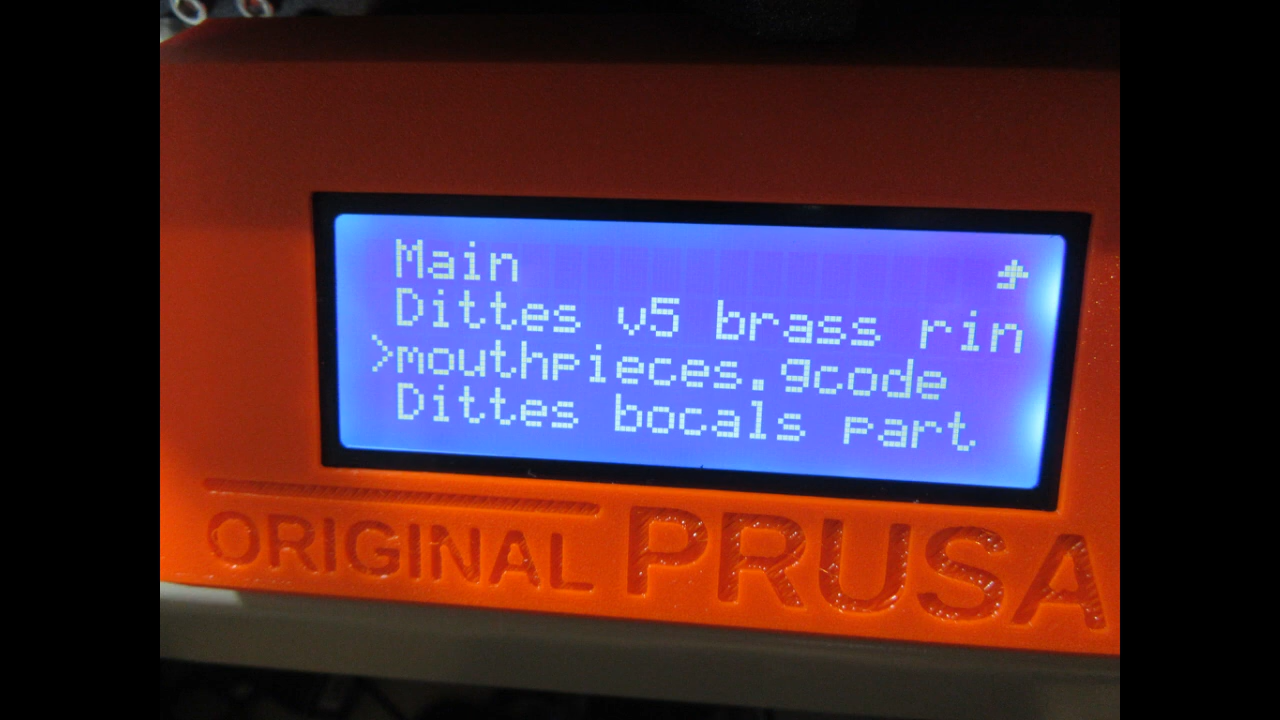 Main
Dittes v5 brass rin
>mouthpieces.gcode
Dittes bocals part
ORIGINAL PRUSA